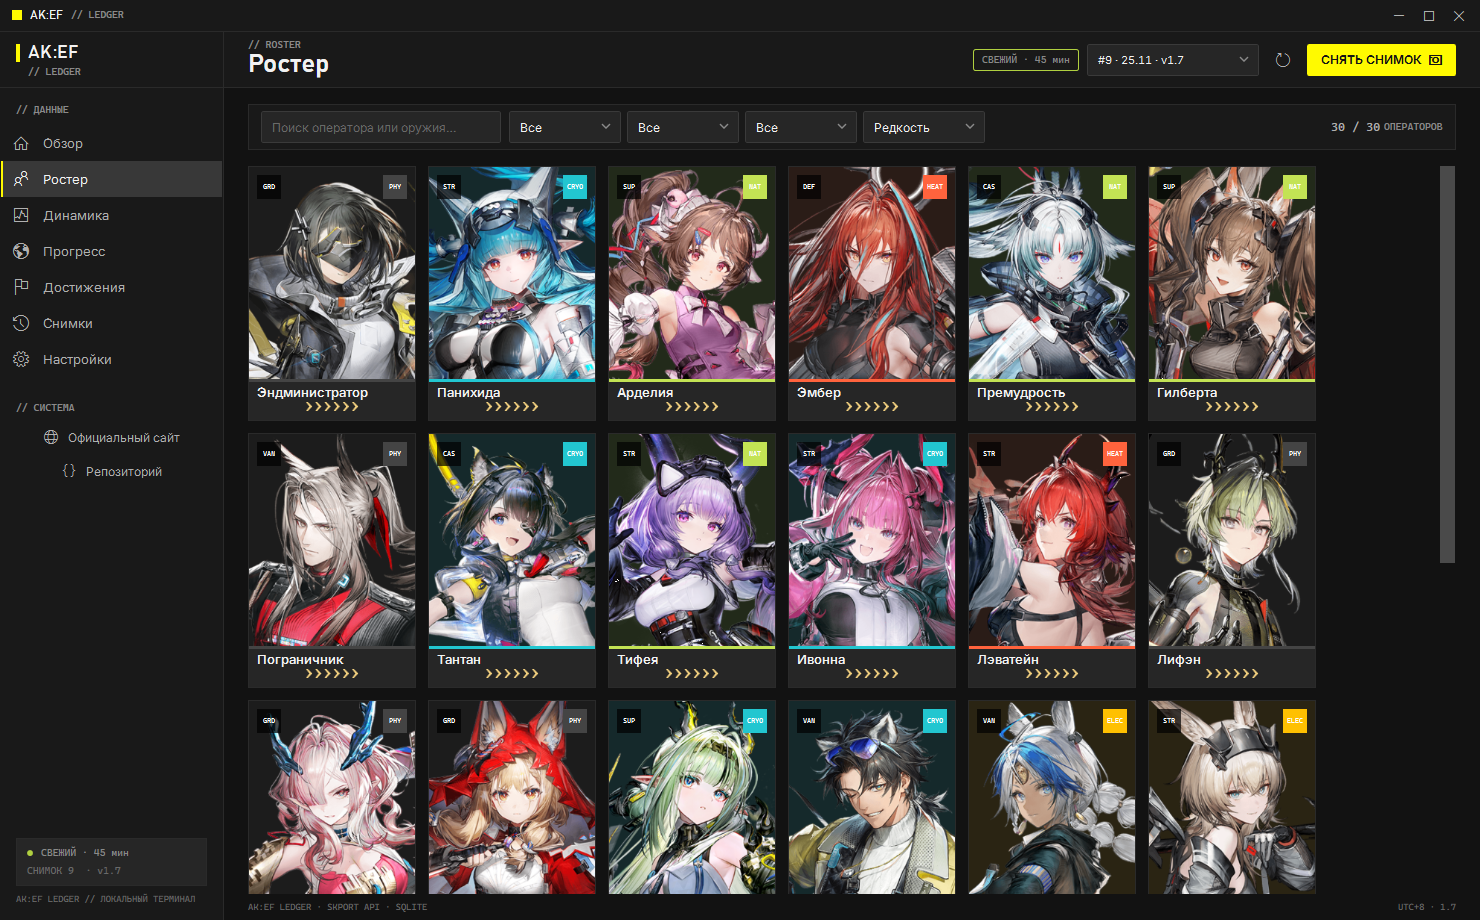 AK:EF // LEDGER
AK:EF
// LEDGER
// ROSTER
Ростер
СВЕЖИЙ · 45 мин
#9 · 25.11 · v1.7
СНЯТЬ СНИМОК
// ДАННЫЕ
Обзор
Ростер
Динамика
Прогресс
Достижения
Снимки
Настройки
// СИСТЕМА
Официальный сайт
{} Репозиторий
Поиск оператора или оружия...
Все
Все
Все
Редкость
30 / 30 ОПЕРАТОРОВ
GRD PHY
STR CRYO
SUP NAT
DEF HEAT
CAS NAT
SUP NAT
Эндминистратор
Панихида
Арделия
Эмбер
Премудрость
Гилберта
VAN PHY
CAS CRYO
STR NAT
STR CRYO
STR HEAT
GRD PHY
Пограничник
Тантан
Тифея
Ивонна
Лэватейн
Лифэн
GRD PHY
GRD PHY
SUP CRYO
VAN CRYO
VAN ELEC
STR ELEC
СВЕЖИЙ · 45 мин
СНИМОК 9 · v1.7
AK:EF LEDGER // ЛОКАЛЬНЫЙ ТЕРМИНАЛ
AK:EF LEDGER · SKPORT API · SQLITE
UTC+8 · 1.7